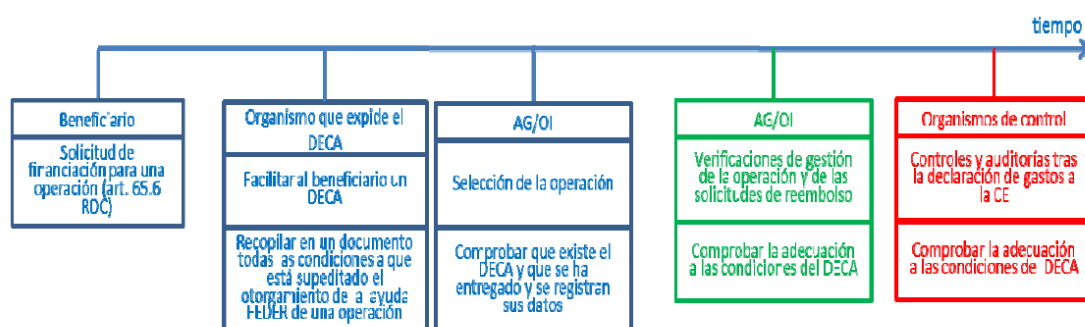 tiempo
Beneficiario
Solicitud de
financiación para una
operación (art. 65.6
RDC)
Organismo que expide el
DECA
Facilitar al beneficiario un
DECA
Recopilar en un documento
todas as condiciones a que
está supeditado el
otorgamiento de a ayuda
FEDER de una operación
AG/OI
Selección de la operación
Comprobar que existe el
DECA y que se ha
entregado y se registran
sus datos
AG/OI
Verificaciones de gestión
de la operación y de las
solicitudes de reembolso
Comprobar la adecuación
a las condiciones del DECA
Organismos de control
Controles y auditorías tras
la declaración de gastos a
la CE
Comprobar la adecuación
a las condiciones de DECA